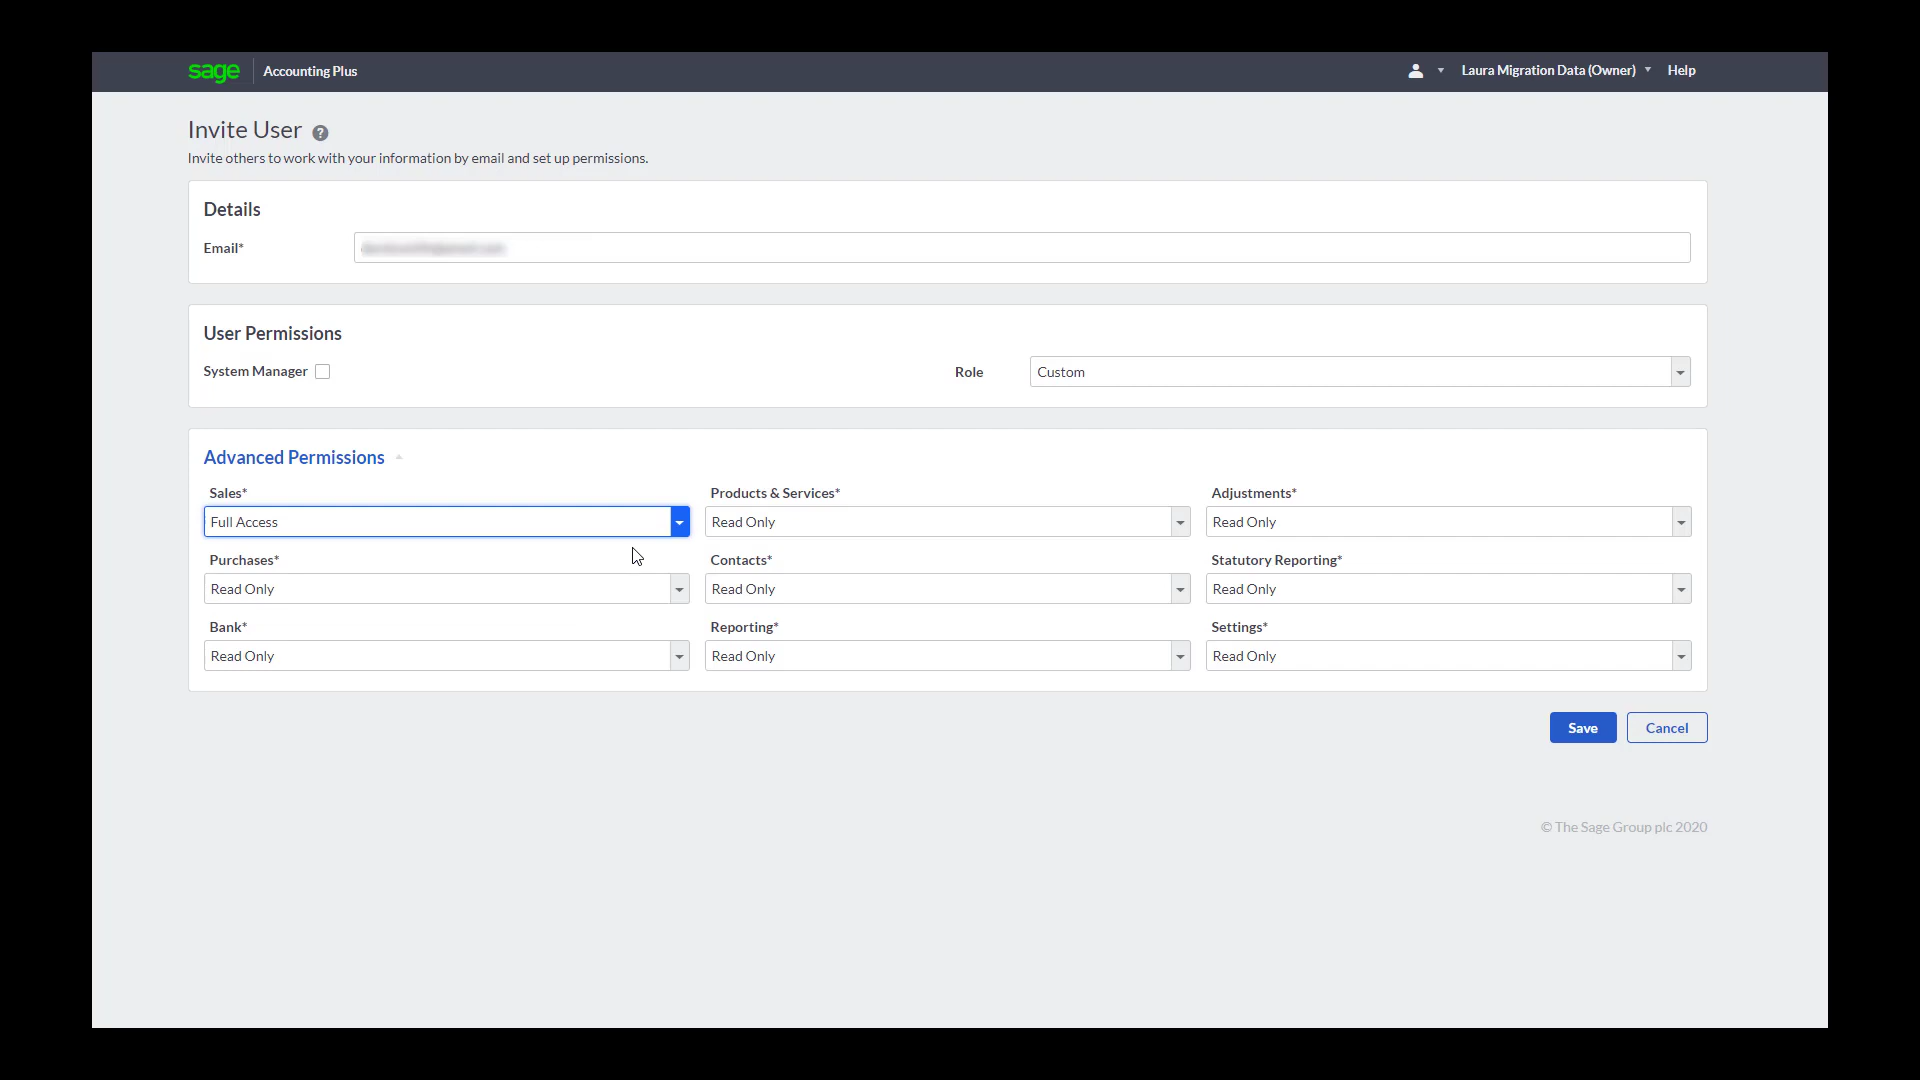 sage Accounting Plus Laura Migration Data (Owner) Help
Invite User ?
Invite others to work with your information by email and set up permissions.
Details
Email*
User Permissions
System Manager Role Custom
Advanced Permissions
Sales* Products & Services* Adjustments*
Full Access Read Only Read Only
Purchases* Contacts* Statutory Reporting*
Read Only Read Only Read Only
Bank* Reporting* Settings*
Read Only Read Only Read Only
Save Cancel
© The Sage Group plc 2020